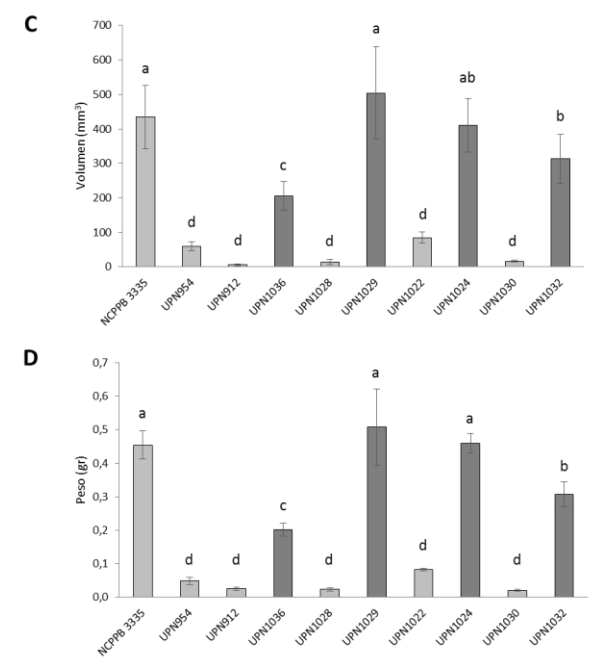 C
700
600
500
400
300
200
100
0
Volumen (mm³)
a
d
d
c
d
a
d
ab
d
b
NCPPB 3335
UPN954
UPN912
UPN1036
UPN1028
UPN1029
UPN1022
UPN1024
UPN1030
UPN1032
D
0,7
0,6
0,5
0,4
0,3
0,2
0,1
0,0
Peso (gr)
a
d
d
c
d
a
d
a
d
b
NCPPB 3335
UPN954
UPN912
UPN1036
UPN1028
UPN1029
UPN1022
UPN1024
UPN1030
UPN1032